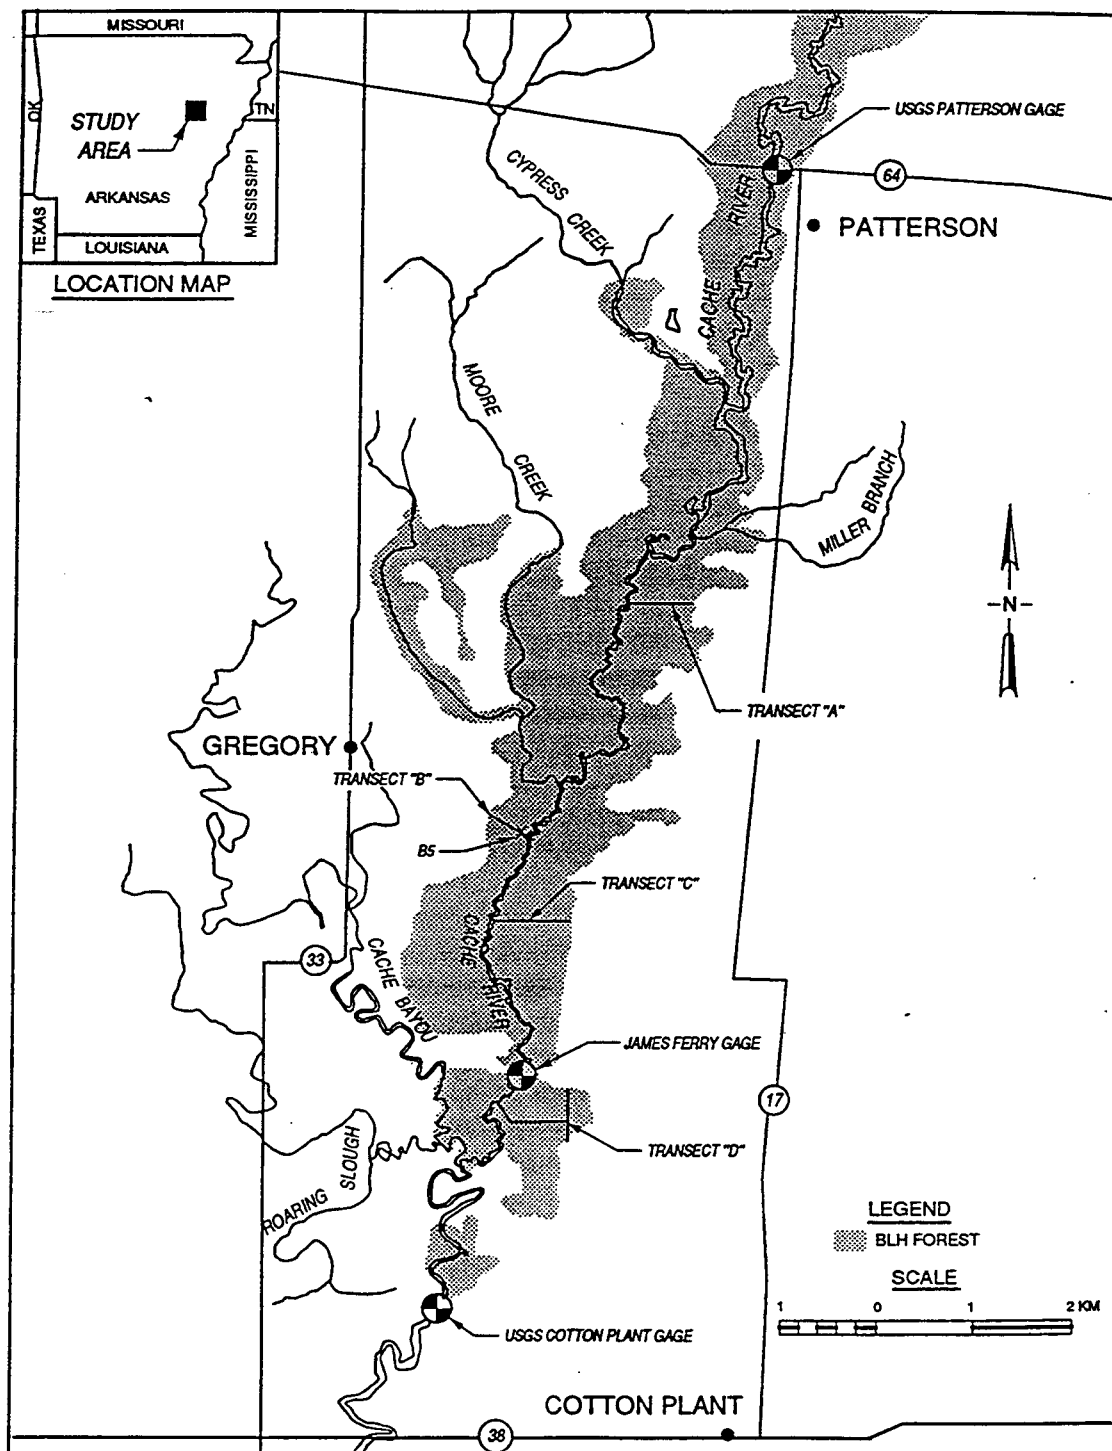 MISSOURI
OK
TN
STUDY
AREA
ARKANSAS
MISSISSIPPI
TEXAS
LOUISIANA
LOCATION MAP
USGS PATTERSON GAGE
64
PATTERSON
CYPRESS CREEK
CACHE RIVER
MOORE CREEK
MILLER BRANCH
N
TRANSECT "A"
GREGORY
TRANSECT "B"
B5
TRANSECT "C"
CACHE RIVER
33
CACHE BAYOU
JAMES FERRY GAGE
17
TRANSECT "D"
ROARING SLOUGH
LEGEND
BLH FOREST
SCALE
1 0 1 2 KM
USGS COTTON PLANT GAGE
COTTON PLANT
38